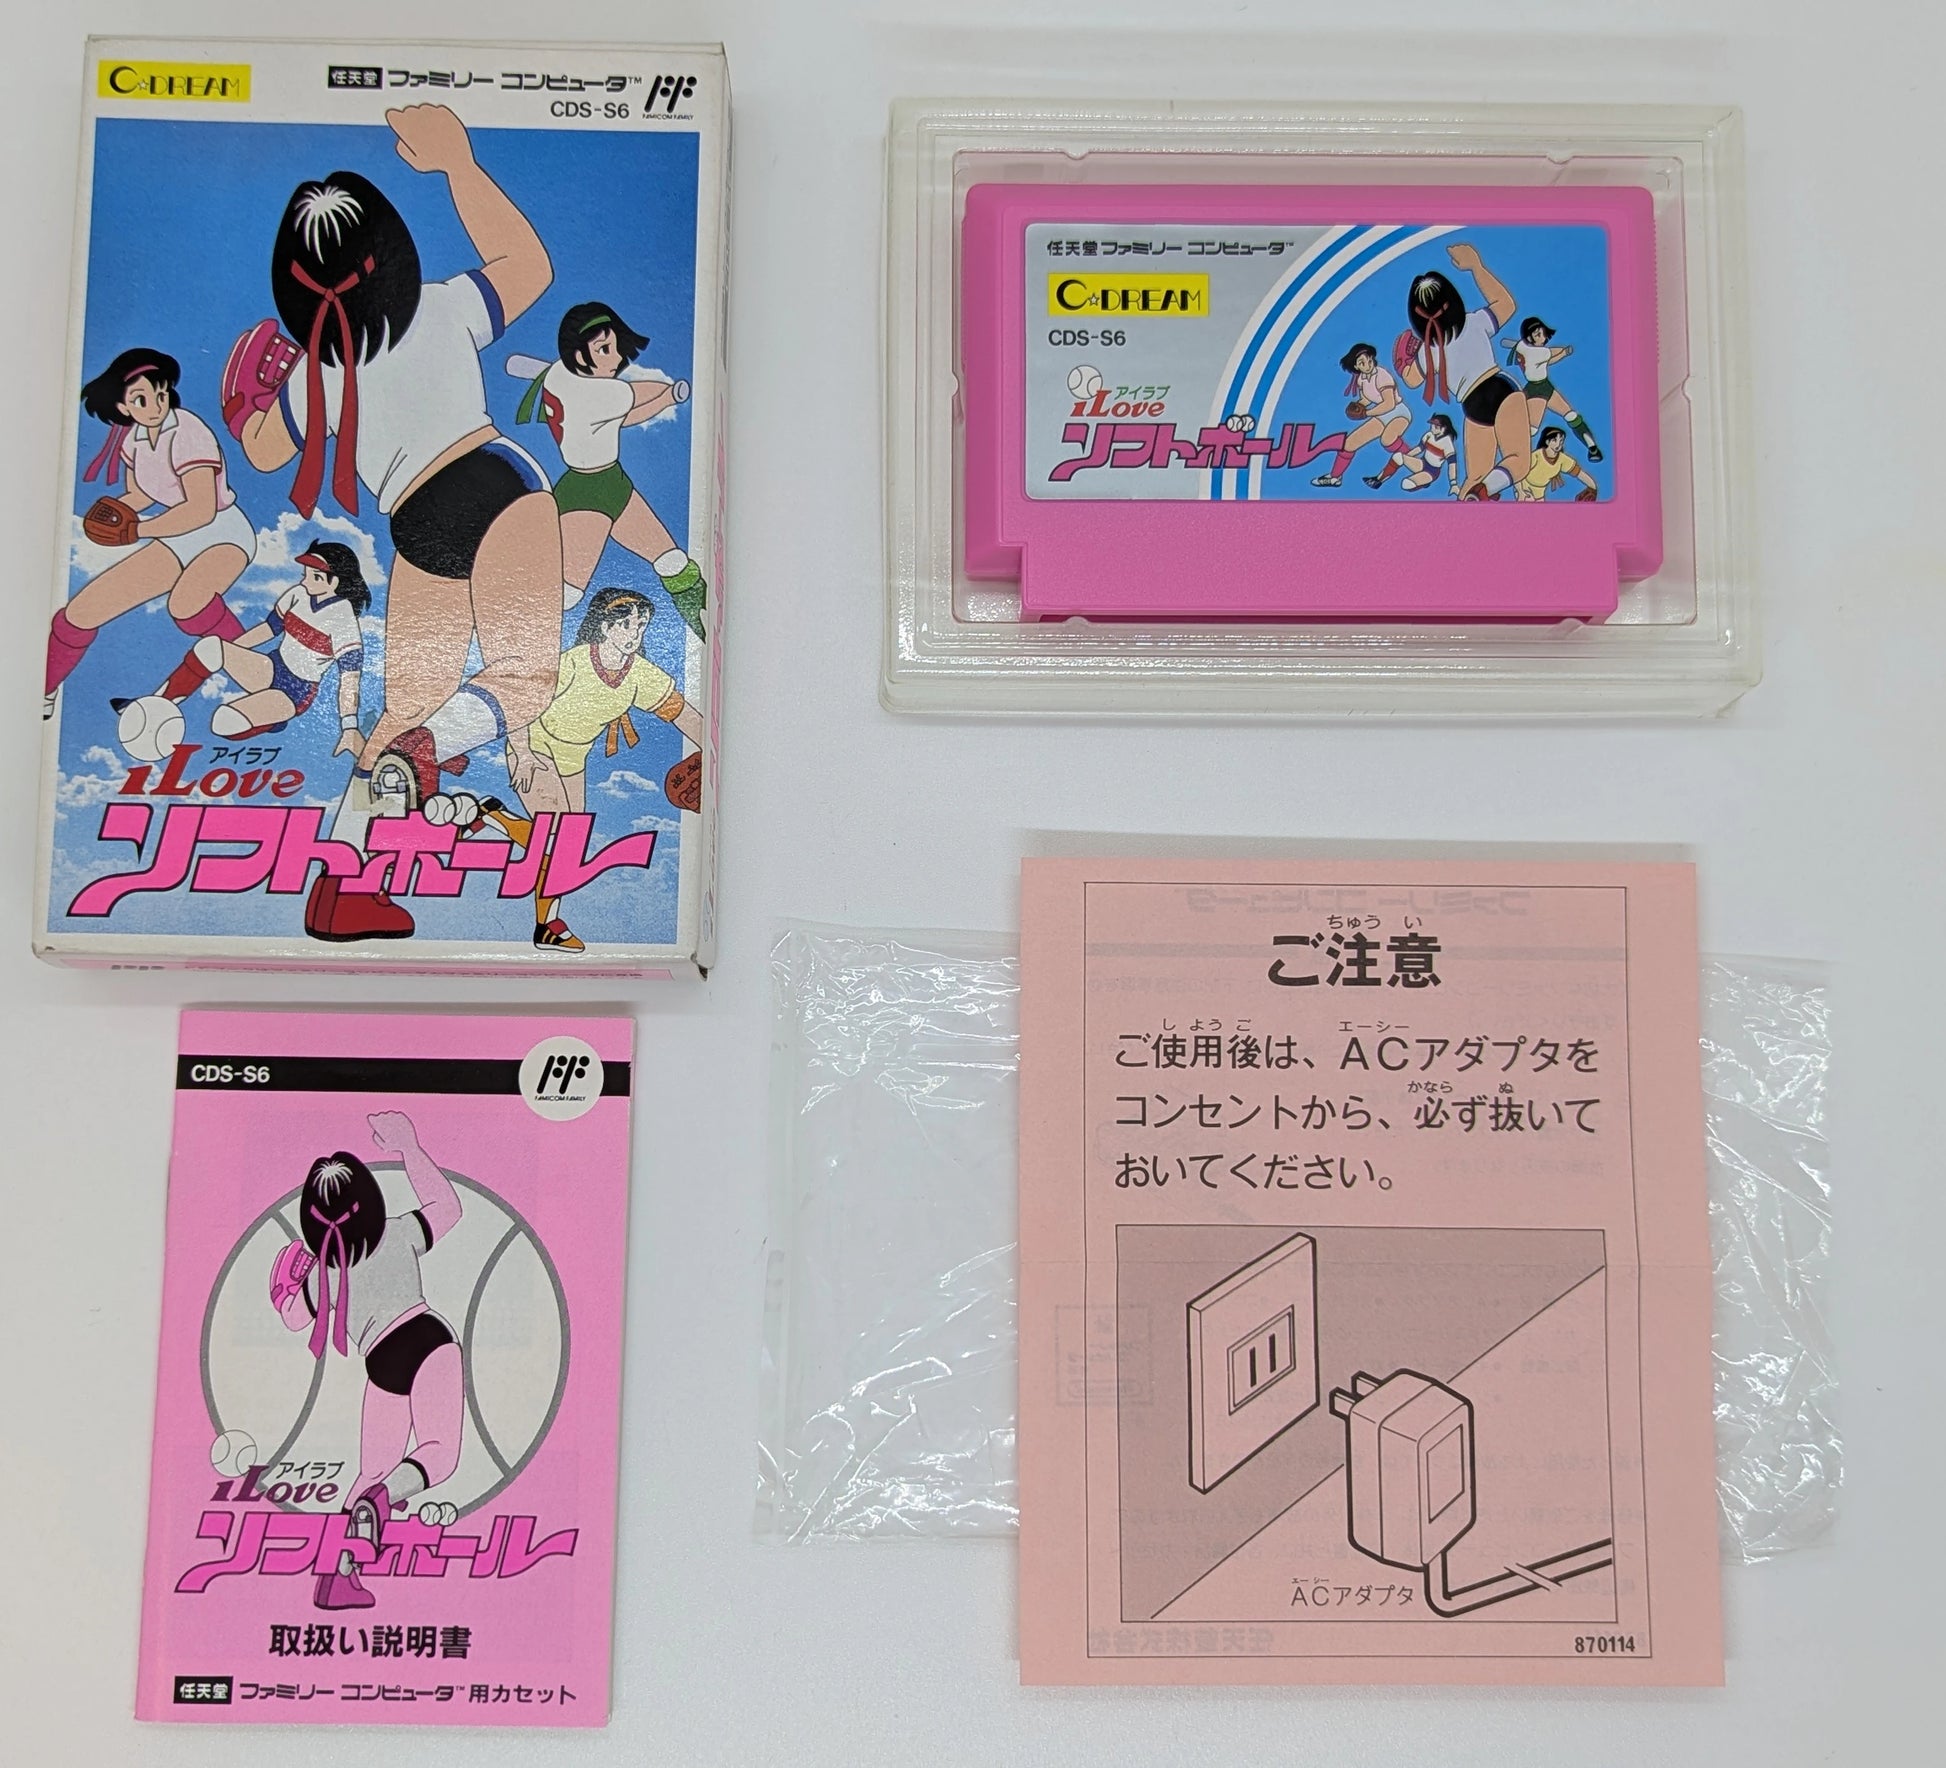 C☆DREAM
任天堂 ファミリー コンピュータ™
CDS-S6
FAMICOM FAMILY
アイラブ
iLove
ソフトボール
任天堂 ファミリー コンピュータ™
C☆DREAM
CDS-S6
アイラブ
iLove
ソフトボール
CDS-S6
FAMICOM FAMILY
アイラブ
iLove
ソフトボール
取扱い説明書
任天堂 ファミリー コンピュータ™用カセット
ちゅう い
ご注意
し よう ご エーシー
ご使用後は、ACアダプタを
かなら ぬ
コンセントから、必ず抜いて
おいてください。
エーシー
ACアダプタ
870114